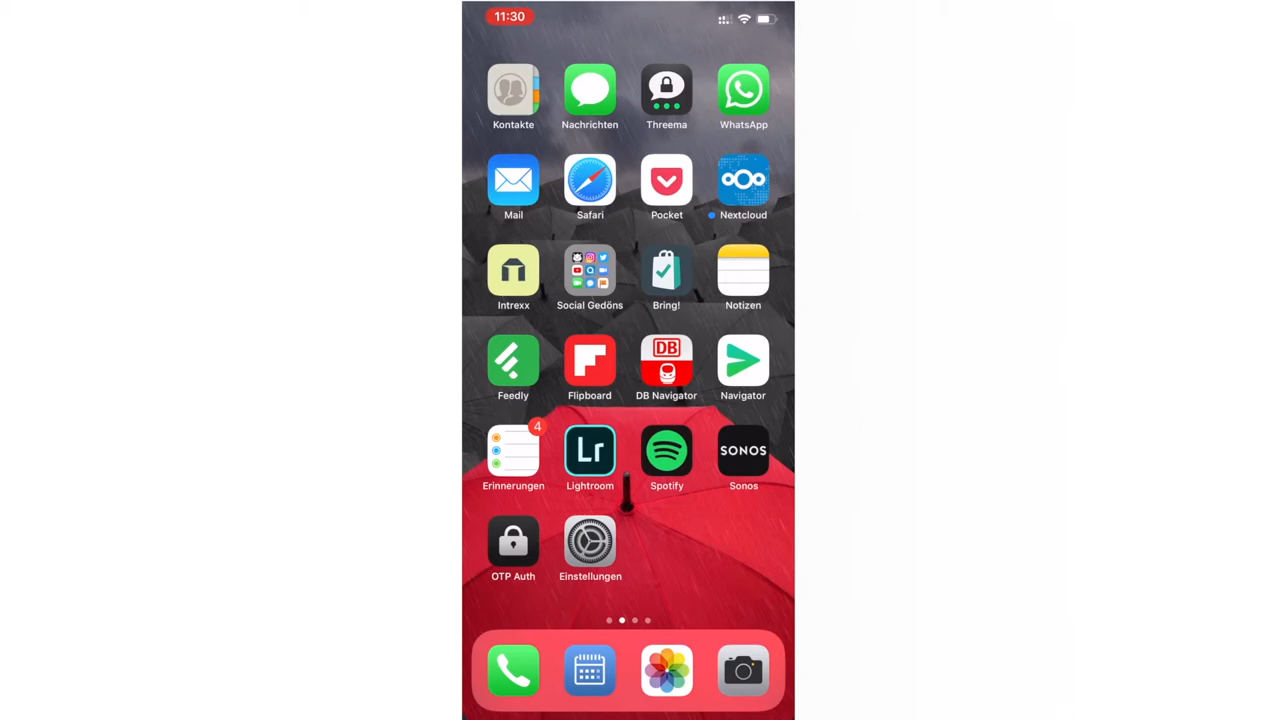 11:30
Kontakte Nachrichten Threema WhatsApp
Mail Safari Pocket Nextcloud
Intrexx Social Gedöns Bring! Notizen
DB
Feedly Flipboard DB Navigator Navigator
4
Lr SONOS
Erinnerungen Lightroom Spotify Sonos
OTP Auth Einstellungen